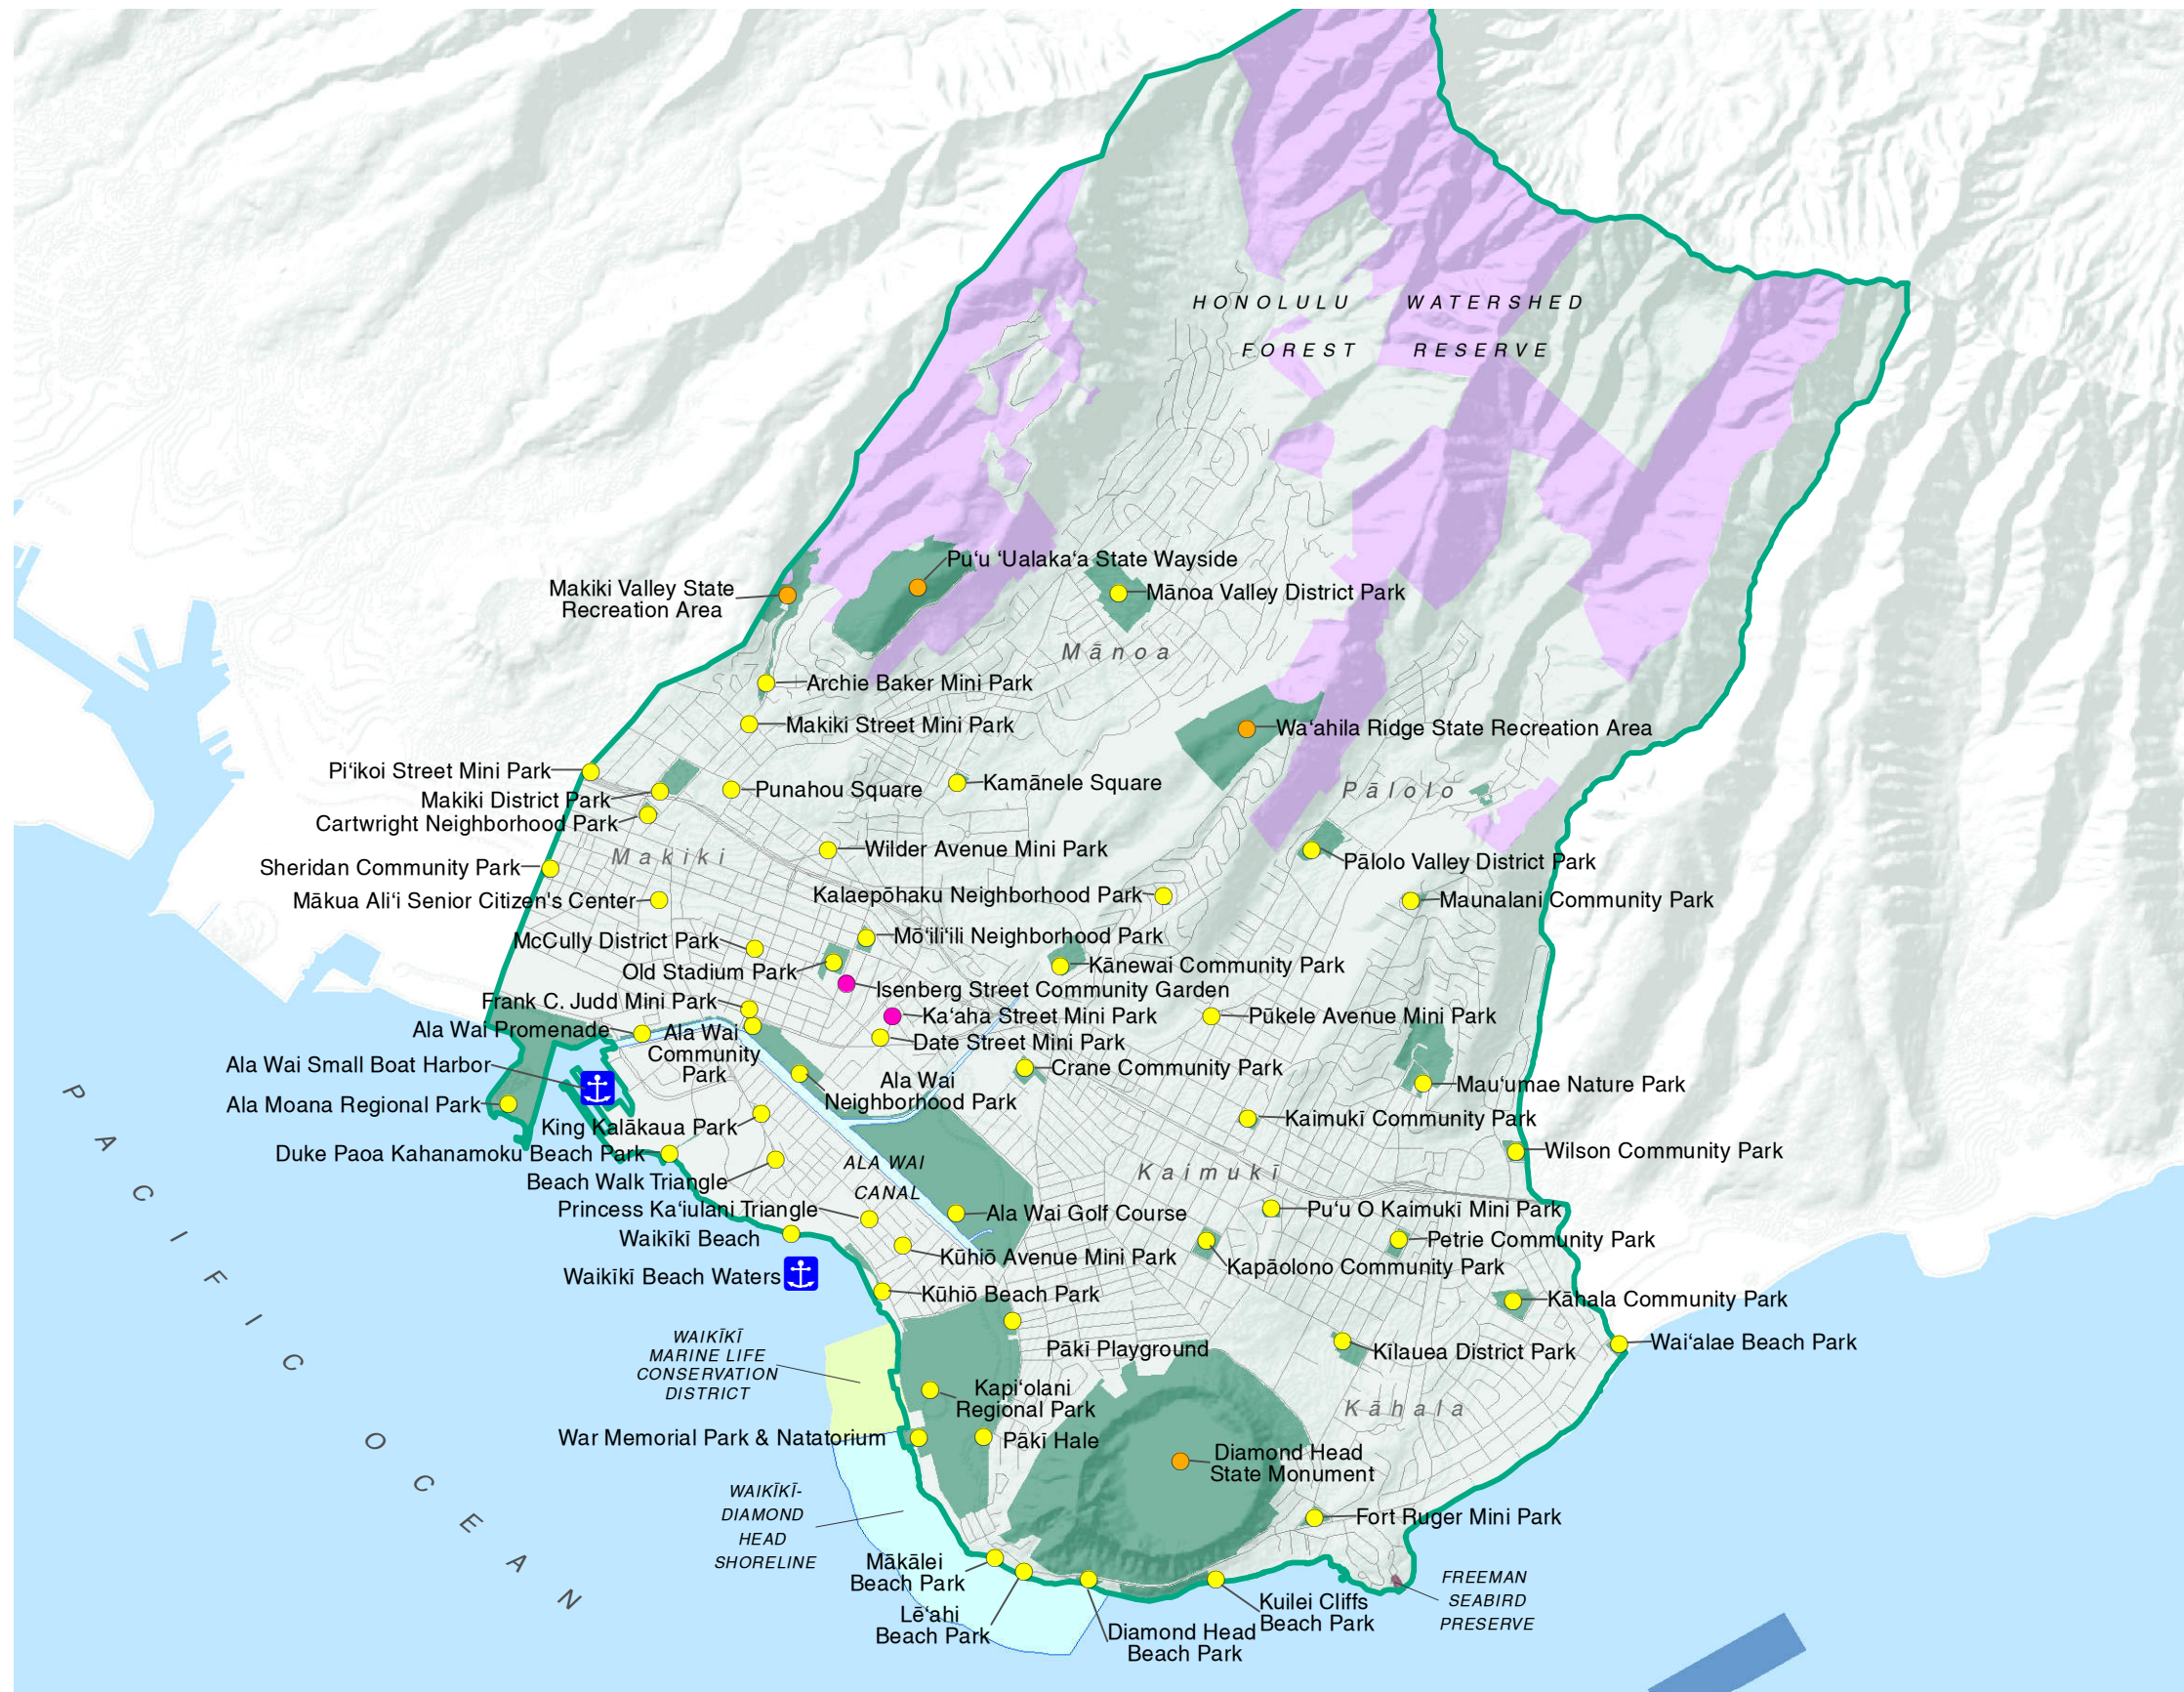 HONOLULU WATERSHED
FOREST RESERVE
Pu‘u ‘Ualaka‘a State Wayside
Makiki Valley State
Recreation Area
Mānoa Valley District Park
Mānoa
Archie Baker Mini Park
Makiki Street Mini Park
Wa‘ahila Ridge State Recreation Area
Pi‘ikoi Street Mini Park
Punahou Square
Kamānele Square
Pālolo
Makiki District Park
Cartwright Neighborhood Park
Makiki
Wilder Avenue Mini Park
Pālolo Valley District Park
Sheridan Community Park
Kalaepōhaku Neighborhood Park
Mākua Ali‘i Senior Citizen's Center
Maunalani Community Park
McCully District Park
Mō‘ili‘ili Neighborhood Park
Old Stadium Park
Kānewai Community Park
Isenberg Street Community Garden
Frank C. Judd Mini Park
Ka‘aha Street Mini Park
Pūkele Avenue Mini Park
Ala Wai Promenade
Ala Wai
Community
Park
Date Street Mini Park
Ala Wai Small Boat Harbor
Crane Community Park
Ala Wai
Neighborhood Park
Mau‘umae Nature Park
Ala Moana Regional Park
King Kalākaua Park
Kaimukī Community Park
Duke Paoa Kahanamoku Beach Park
Wilson Community Park
ALA WAI
CANAL
Kaimukī
Beach Walk Triangle
Princess Ka‘iulani Triangle
Ala Wai Golf Course
Pu‘u O Kaimukī Mini Park
Waikīkī Beach
Kūhiō Avenue Mini Park
Petrie Community Park
Kapāolono Community Park
Waikīkī Beach Waters
Kūhiō Beach Park
Kāhala Community Park
WAIKĪKĪ
MARINE LIFE
CONSERVATION
DISTRICT
Pākī Playground
Kīlauea District Park
Wai‘alae Beach Park
Kapi‘olani
Regional Park
Kāhala
War Memorial Park & Natatorium
Pākī Hale
Diamond Head
State Monument
WAIKĪKĪ-
DIAMOND
HEAD
SHORELINE
Fort Ruger Mini Park
Mākālei
Beach Park
Lē‘ahi
Beach Park
Diamond Head
Beach Park
Kuilei Cliffs
Beach Park
FREEMAN
SEABIRD
PRESERVE
PACIFIC OCEAN